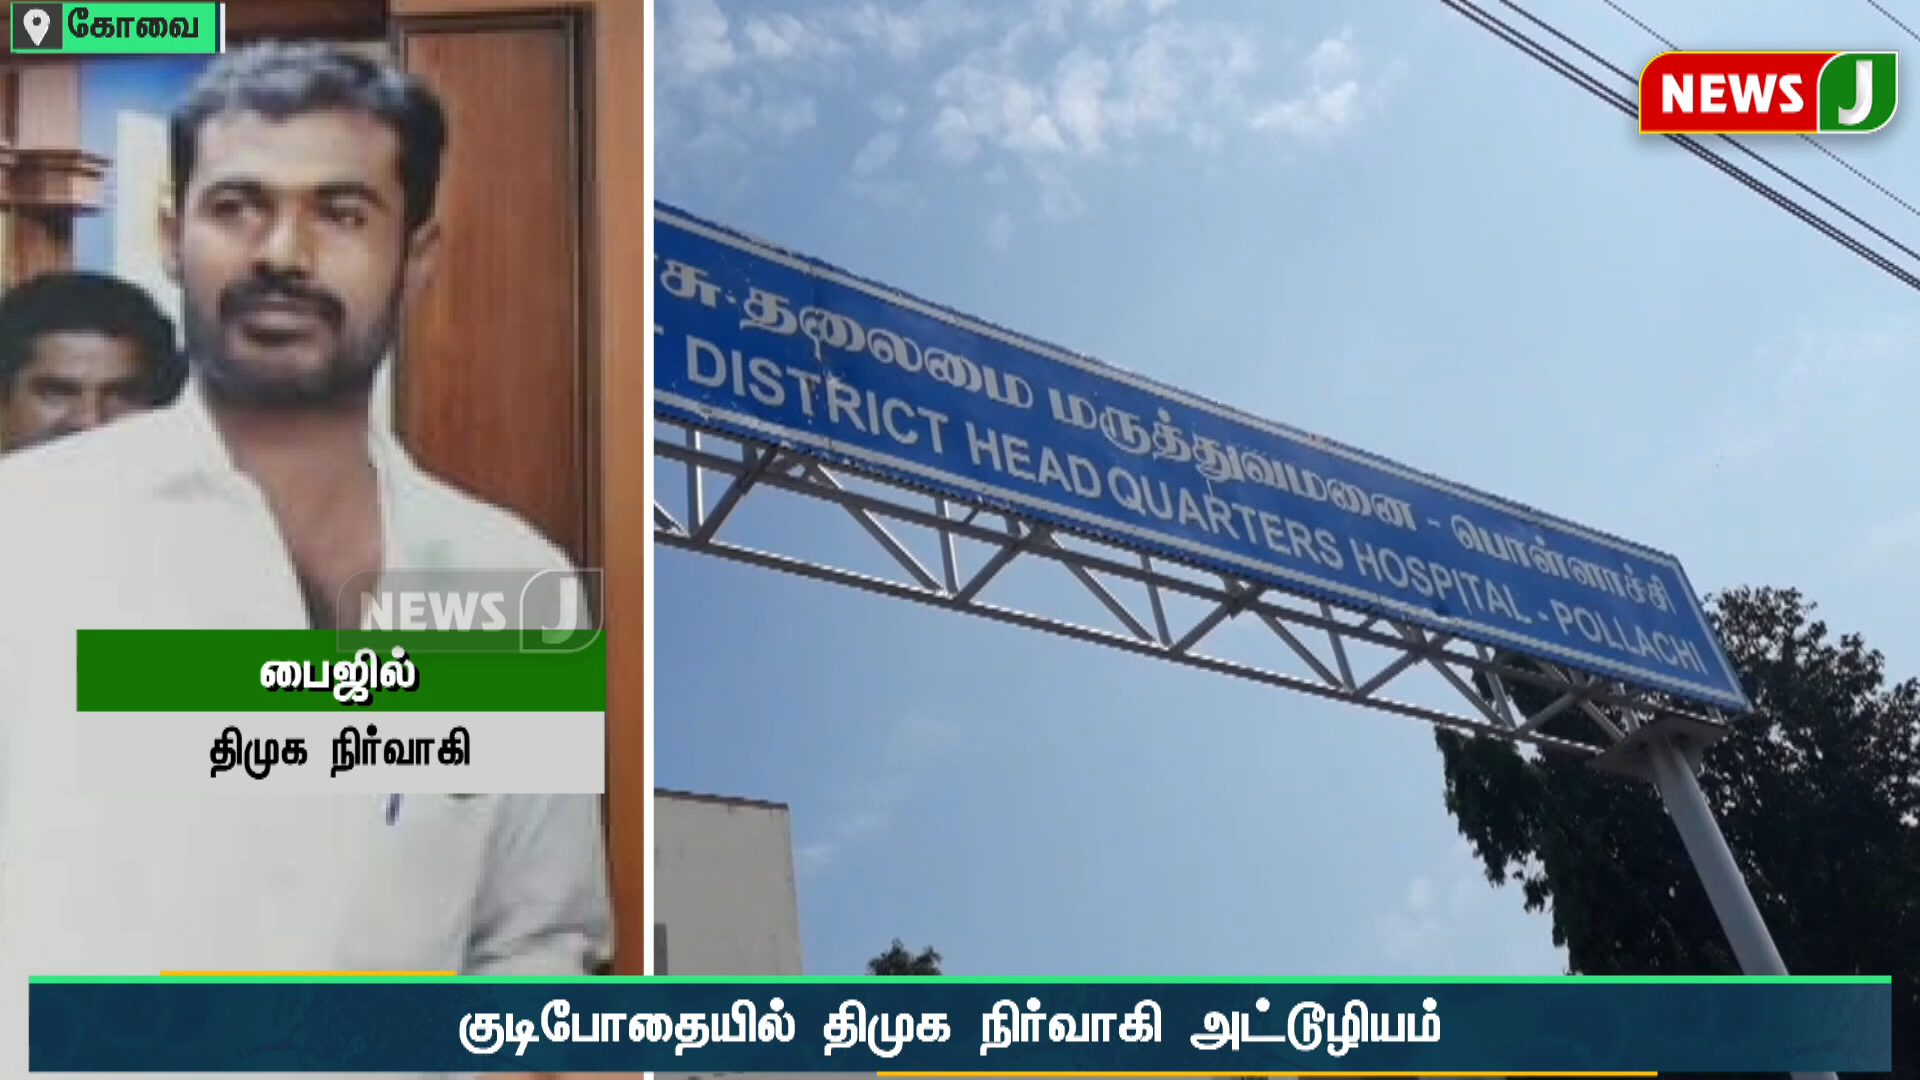 கோவை
NEWS J
சு.தலைமை மருத்துவமனை - பொள்ளாச்சி
DISTRICT HEAD QUARTERS HOSPITAL - POLLACHI
NEWS J
பைஜில்
திமுக நிர்வாகி
குடிபோதையில் திமுக நிர்வாகி அட்டூழியம்